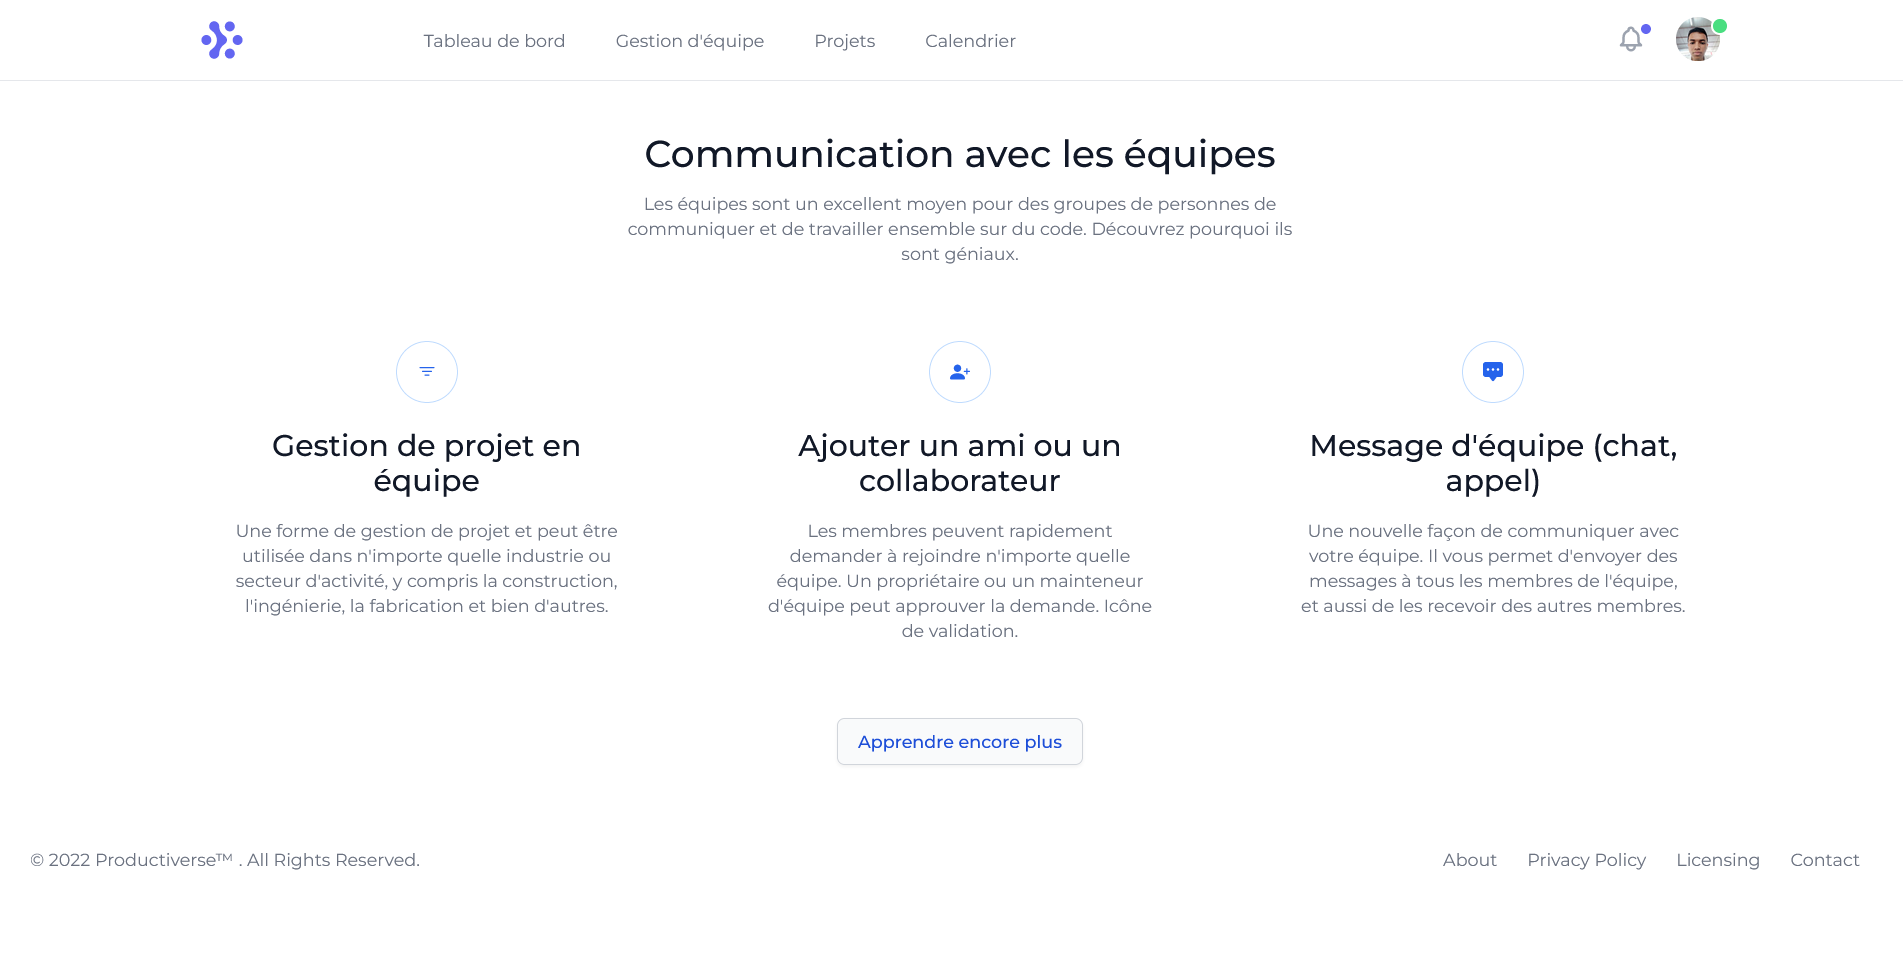 Tableau de bord
Gestion d'équipe
Projets
Calendrier
Communication avec les équipes
Les équipes sont un excellent moyen pour des groupes de personnes de
communiquer et de travailler ensemble sur du code. Découvrez pourquoi ils
sont géniaux.
Gestion de projet en
équipe
Une forme de gestion de projet et peut être
utilisée dans n'importe quelle industrie ou
secteur d'activité, y compris la construction,
l'ingénierie, la fabrication et bien d'autres.
Ajouter un ami ou un
collaborateur
Les membres peuvent rapidement
demander à rejoindre n'importe quelle
équipe. Un propriétaire ou un mainteneur
d'équipe peut approuver la demande. Icône
de validation.
Message d'équipe (chat,
appel)
Une nouvelle façon de communiquer avec
votre équipe. Il vous permet d'envoyer des
messages à tous les membres de l'équipe,
et aussi de les recevoir des autres membres.
Apprendre encore plus
© 2022 Productiverse™ . All Rights Reserved.
About
Privacy Policy
Licensing
Contact